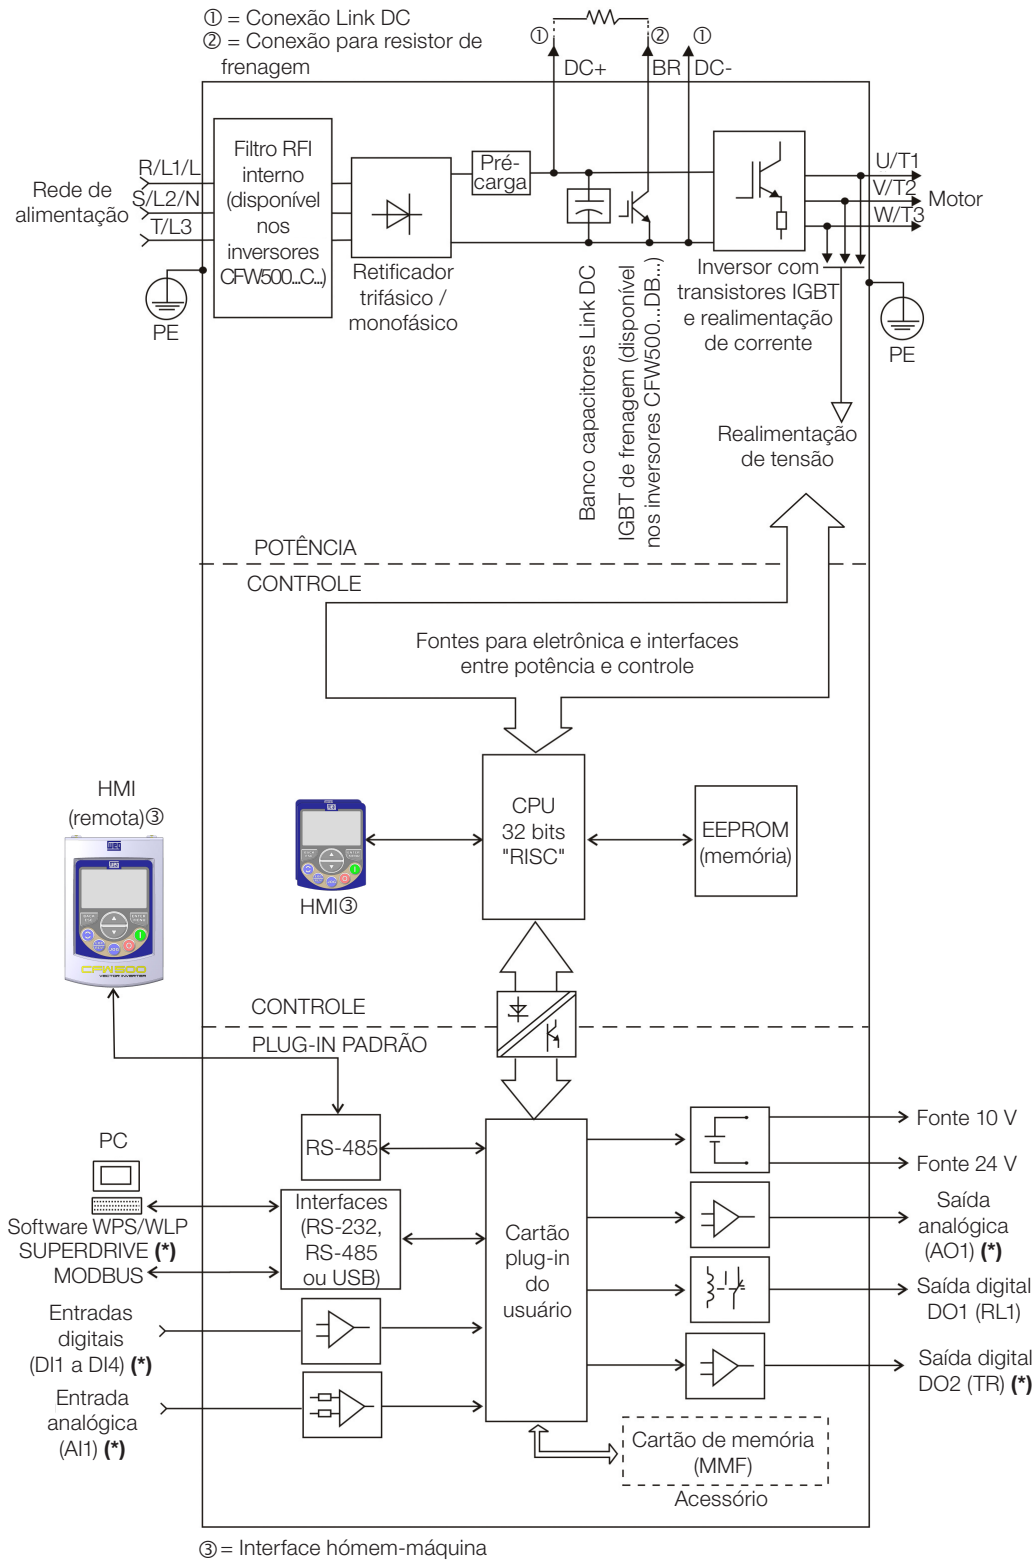 ① = Conexão Link DC
② = Conexão para resistor de
frenagem
①
②
①
DC+
BR
DC-
Rede de
alimentação
R/L1/L
S/L2/N
T/L3
PE
Filtro RFI
interno
(disponível
nos
inversores
CFW500...C...)
Retificador
trifásico /
monofásico
Pré-
carga
Banco capacitores Link DC
IGBT de frenagem (disponível
nos inversores CFW500...DB...)
Inversor com
transistores IGBT
e realimentação
de corrente
U/T1
V/T2
W/T3
Motor
PE
Realimentação
de tensão
POTÊNCIA
CONTROLE
Fontes para eletrônica e interfaces
entre potência e controle
CPU
32 bits
"RISC"
EEPROM
(memória)
HMI③
HMI
(remota)③
CFW500
VECTOR INVERTER
CONTROLE
PLUG-IN PADRÃO
RS-485
PC
Software WPS/WLP
SUPERDRIVE (*)
MODBUS
Interfaces
(RS-232,
RS-485
ou USB)
Entradas
digitais
(DI1 a DI4) (*)
Entrada
analógica
(AI1) (*)
Cartão
plug-in
do
usuário
Fonte 10 V
Fonte 24 V
Saída
analógica
(AO1) (*)
Saída digital
DO1 (RL1)
Saída digital
DO2 (TR) (*)
Cartão de memória
(MMF)
Acessório
③ = Interface hómem-máquina